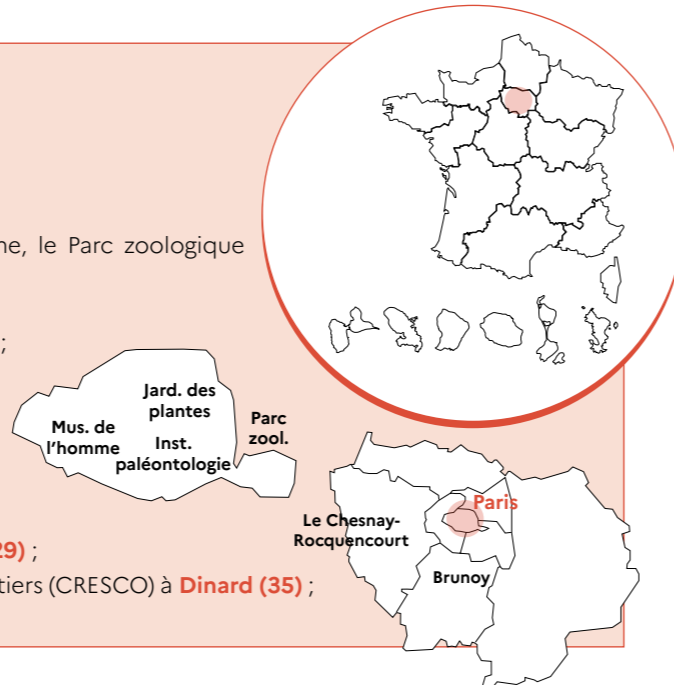 ne, le Parc zoologique
;
Jard. des
plantes
Mus. de
l’homme
Inst.
paléontologie
Parc
zool.
Paris
Le Chesnay-
Rocquencourt
Brunoy
29) ;
tiers (CRESCO) à Dinard (35) ;